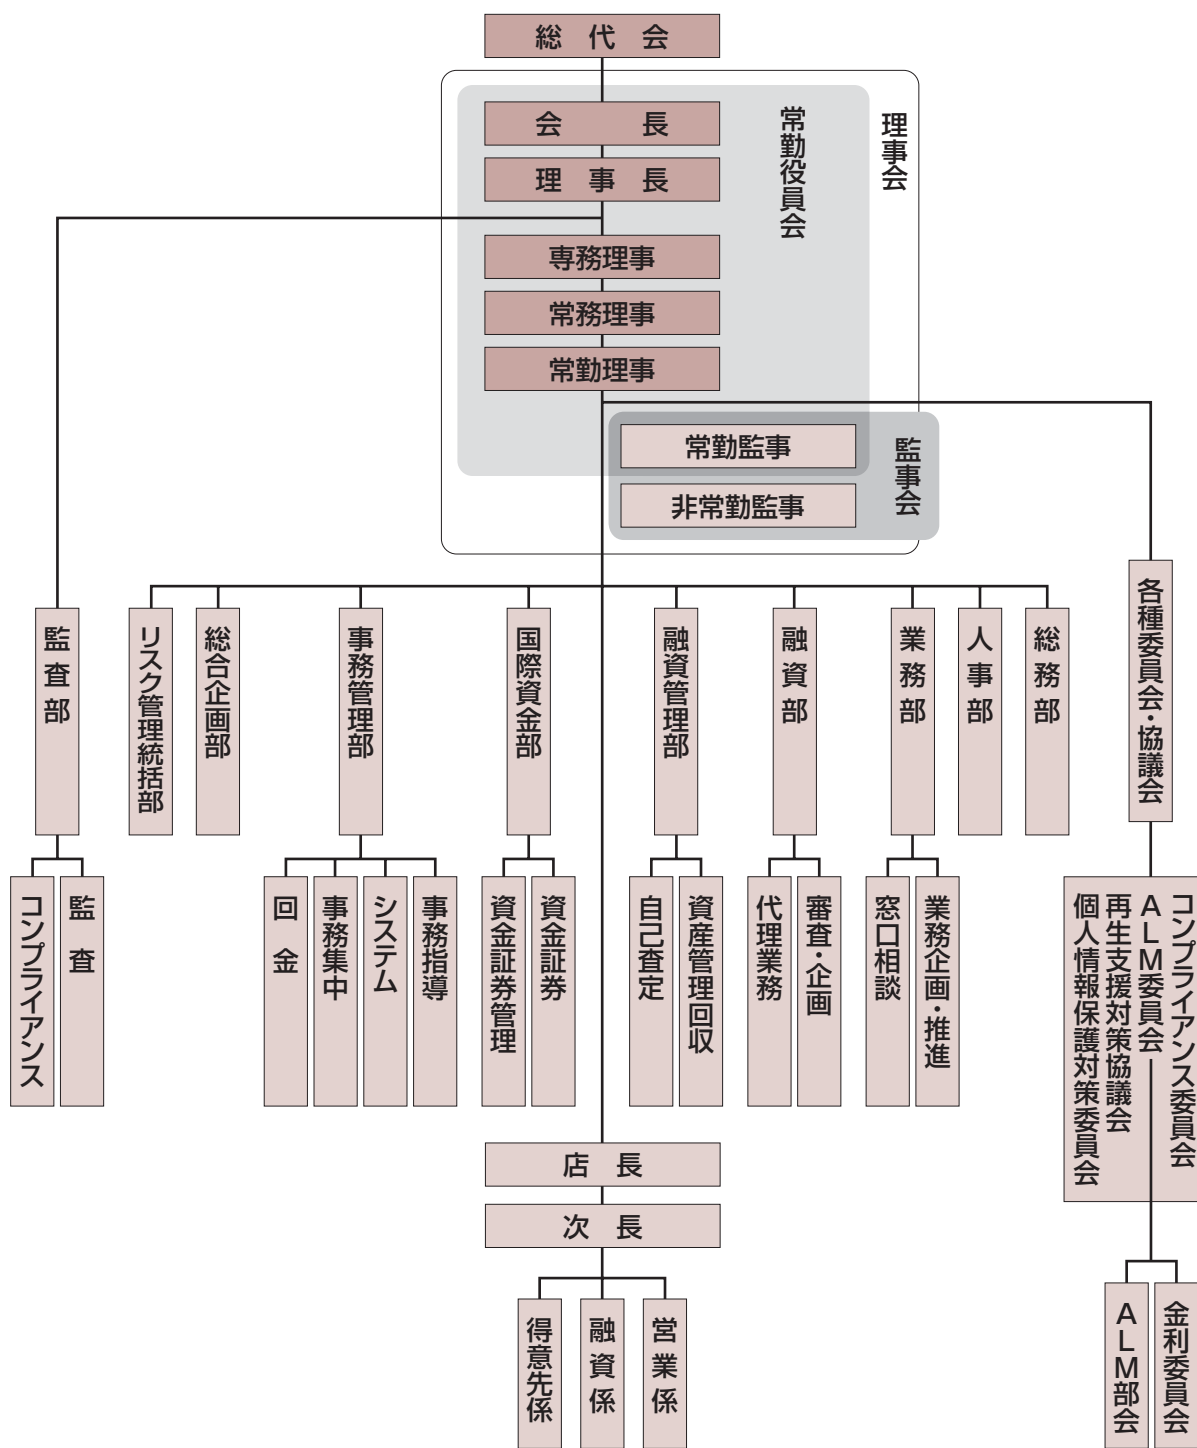 総代会
会長
理事長
専務理事
常務理事
常勤理事
常勤役員会
理事会
常勤監事
非常勤監事
監事会
監査部
リスク管理統括部
総合企画部
事務管理部
国際資金部
融資管理部
融資部
業務部
人事部
総務部
各種委員会・協議会
コンプライアンス
監査
回金
事務集中
システム
事務指導
資金証券管理
資金証券
自己査定
資産管理回収
代理業務
審査・企画
窓口相談
業務企画・推進
コンプライアンス委員会
ALM委員会
再生支援対策協議会
個人情報保護対策委員会
店長
次長
得意先係
融資係
営業係
ALM部会
金利委員会